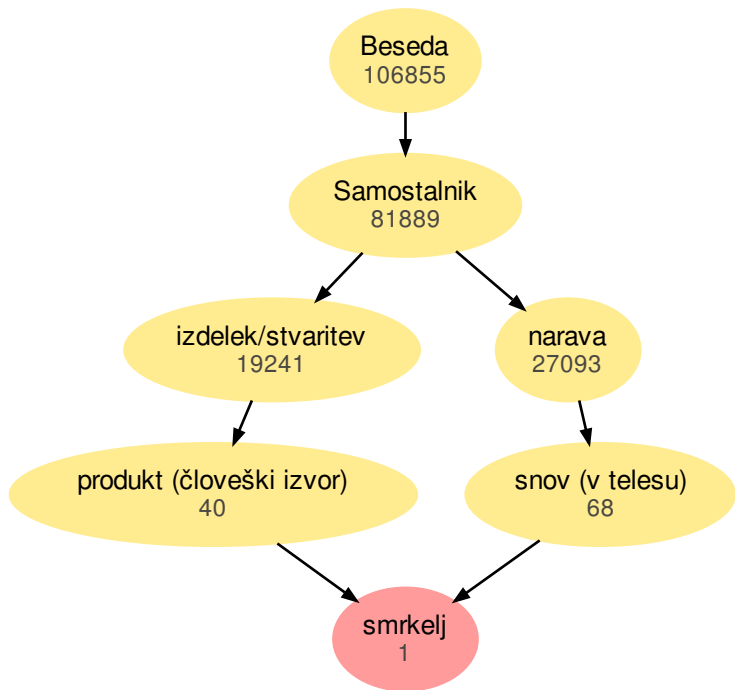 Beseda
106855
Samostalnik
81889
izdelek/stvaritev
19241
narava
27093
produkt (človeški izvor)
40
snov (v telesu)
68
smrkelj
1